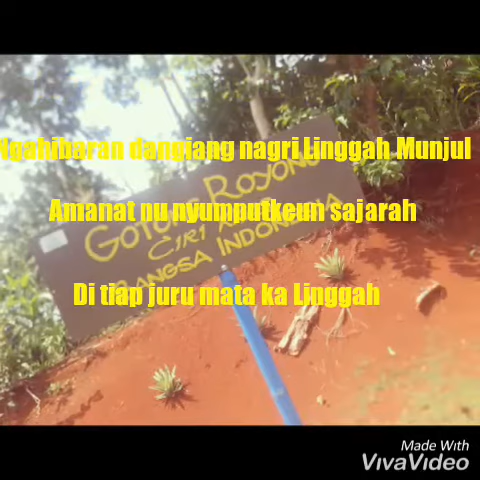 Ngahibaran dangiang nagri Linggah Munjul
Amanat nu nyumputkeun sajarah
Di tiap juru mata ka Linggah
GOTONG ROYONG
CIRI
BANGSA INDONESIA
Made With
VivaVideo